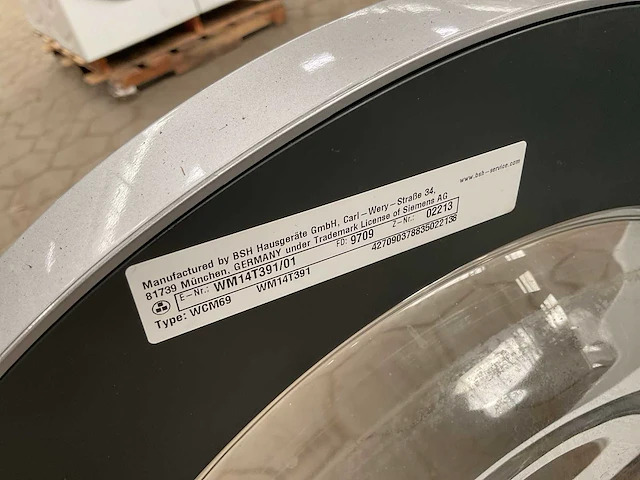 www.bsh-service.com
Manufactured by BSH Hausgeräte GmbH, Carl-Wery-Straße 34,
81739 München, GERMANY under Trademark License of Siemens AG
E-Nr.: WM14T391/01 FD: 9709 Z-Nr.: 02213
Type: WCM69 WM14T391 427090378835022136